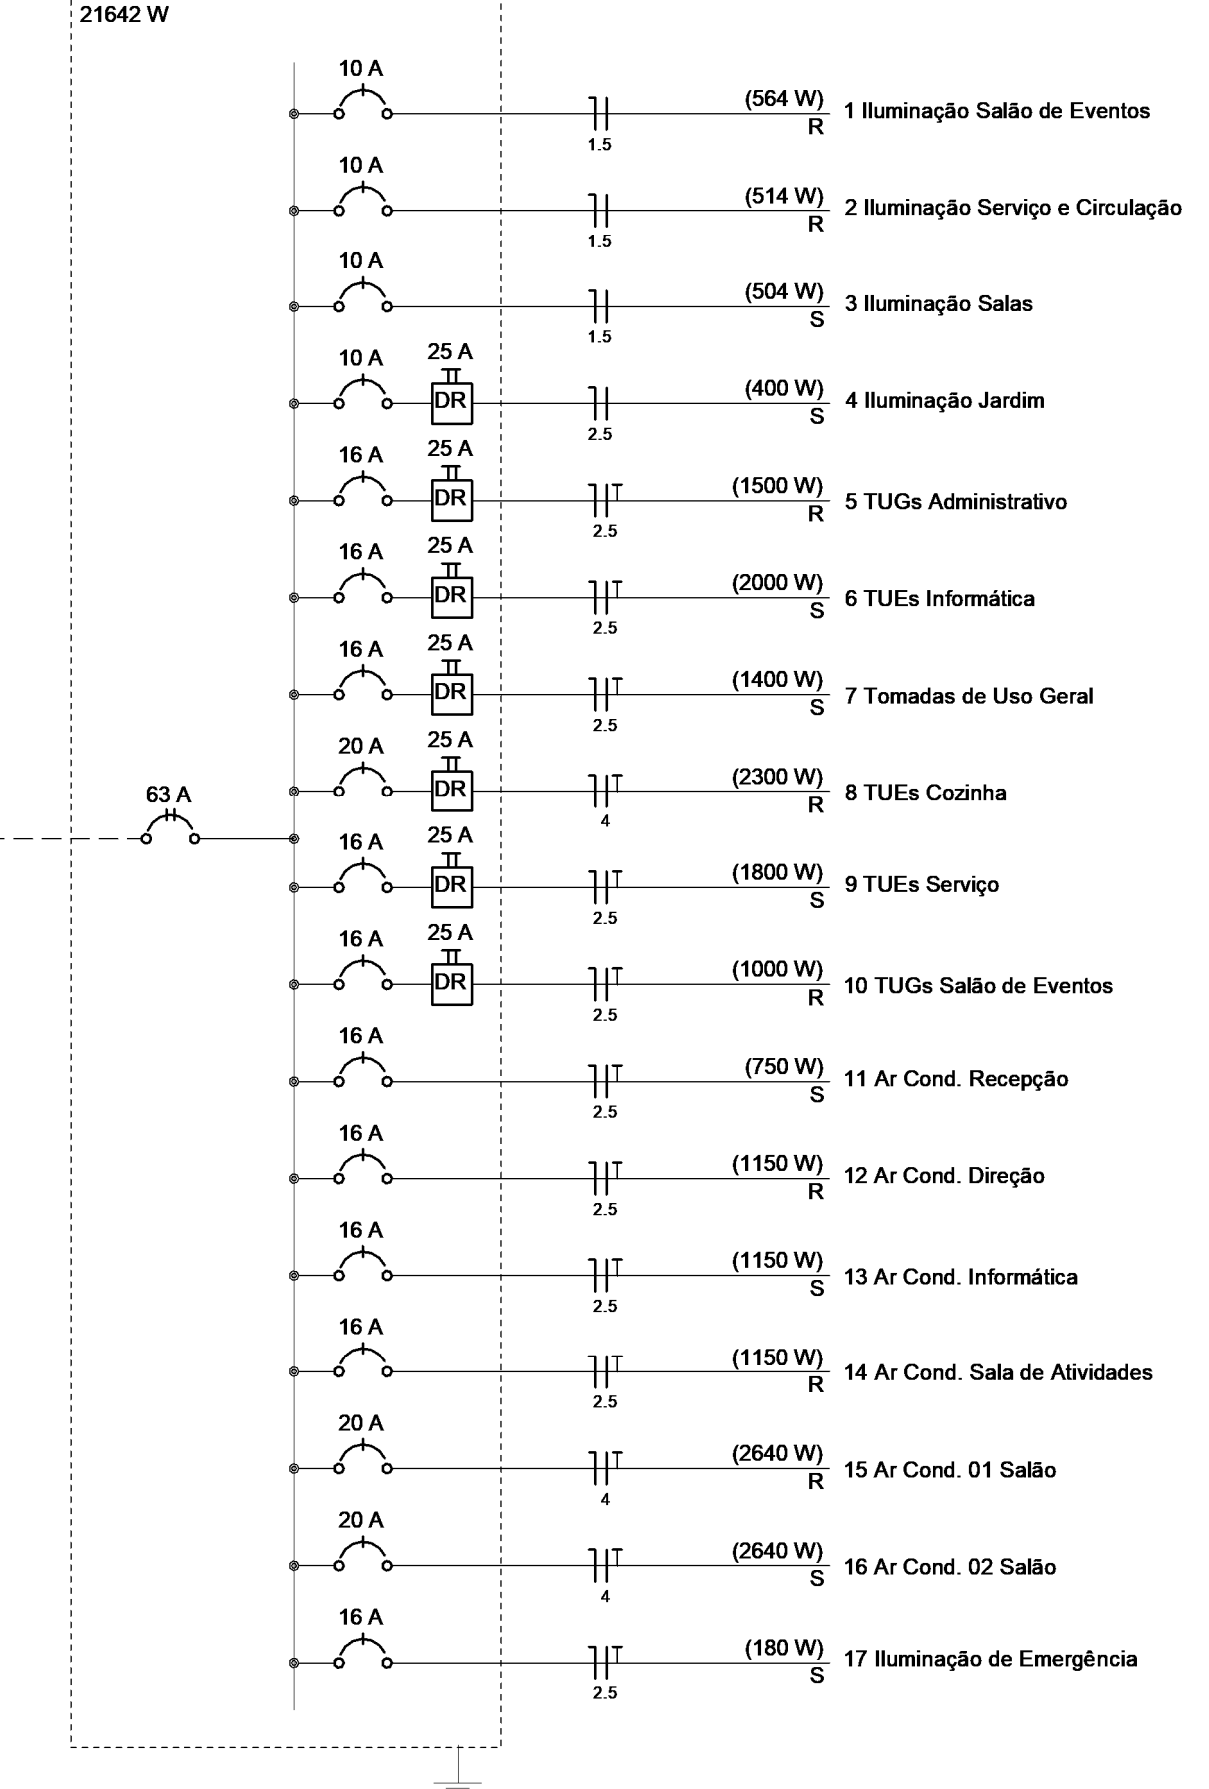 21642 W
10 A
(564 W)
1 Iluminação Salão de Eventos
R
1.5
10 A
(514 W)
2 Iluminação Serviço e Circulação
R
1.5
10 A
(504 W)
3 Iluminação Salas
S
1.5
10 A
25 A
DR
(400 W)
4 Iluminação Jardim
S
2.5
16 A
25 A
DR
(1500 W)
5 TUGs Administrativo
R
2.5
16 A
25 A
DR
(2000 W)
6 TUEs Informática
S
2.5
16 A
25 A
DR
(1400 W)
7 Tomadas de Uso Geral
S
2.5
20 A
25 A
DR
(2300 W)
8 TUEs Cozinha
R
4
63 A
16 A
25 A
DR
(1800 W)
9 TUEs Serviço
S
2.5
16 A
25 A
DR
(1000 W)
10 TUGs Salão de Eventos
R
2.5
16 A
(750 W)
11 Ar Cond. Recepção
S
2.5
16 A
(1150 W)
12 Ar Cond. Direção
R
2.5
16 A
(1150 W)
13 Ar Cond. Informática
S
2.5
16 A
(1150 W)
14 Ar Cond. Sala de Atividades
R
2.5
20 A
(2640 W)
15 Ar Cond. 01 Salão
R
4
20 A
(2640 W)
16 Ar Cond. 02 Salão
S
4
16 A
(180 W)
17 Iluminação de Emergência
S
2.5